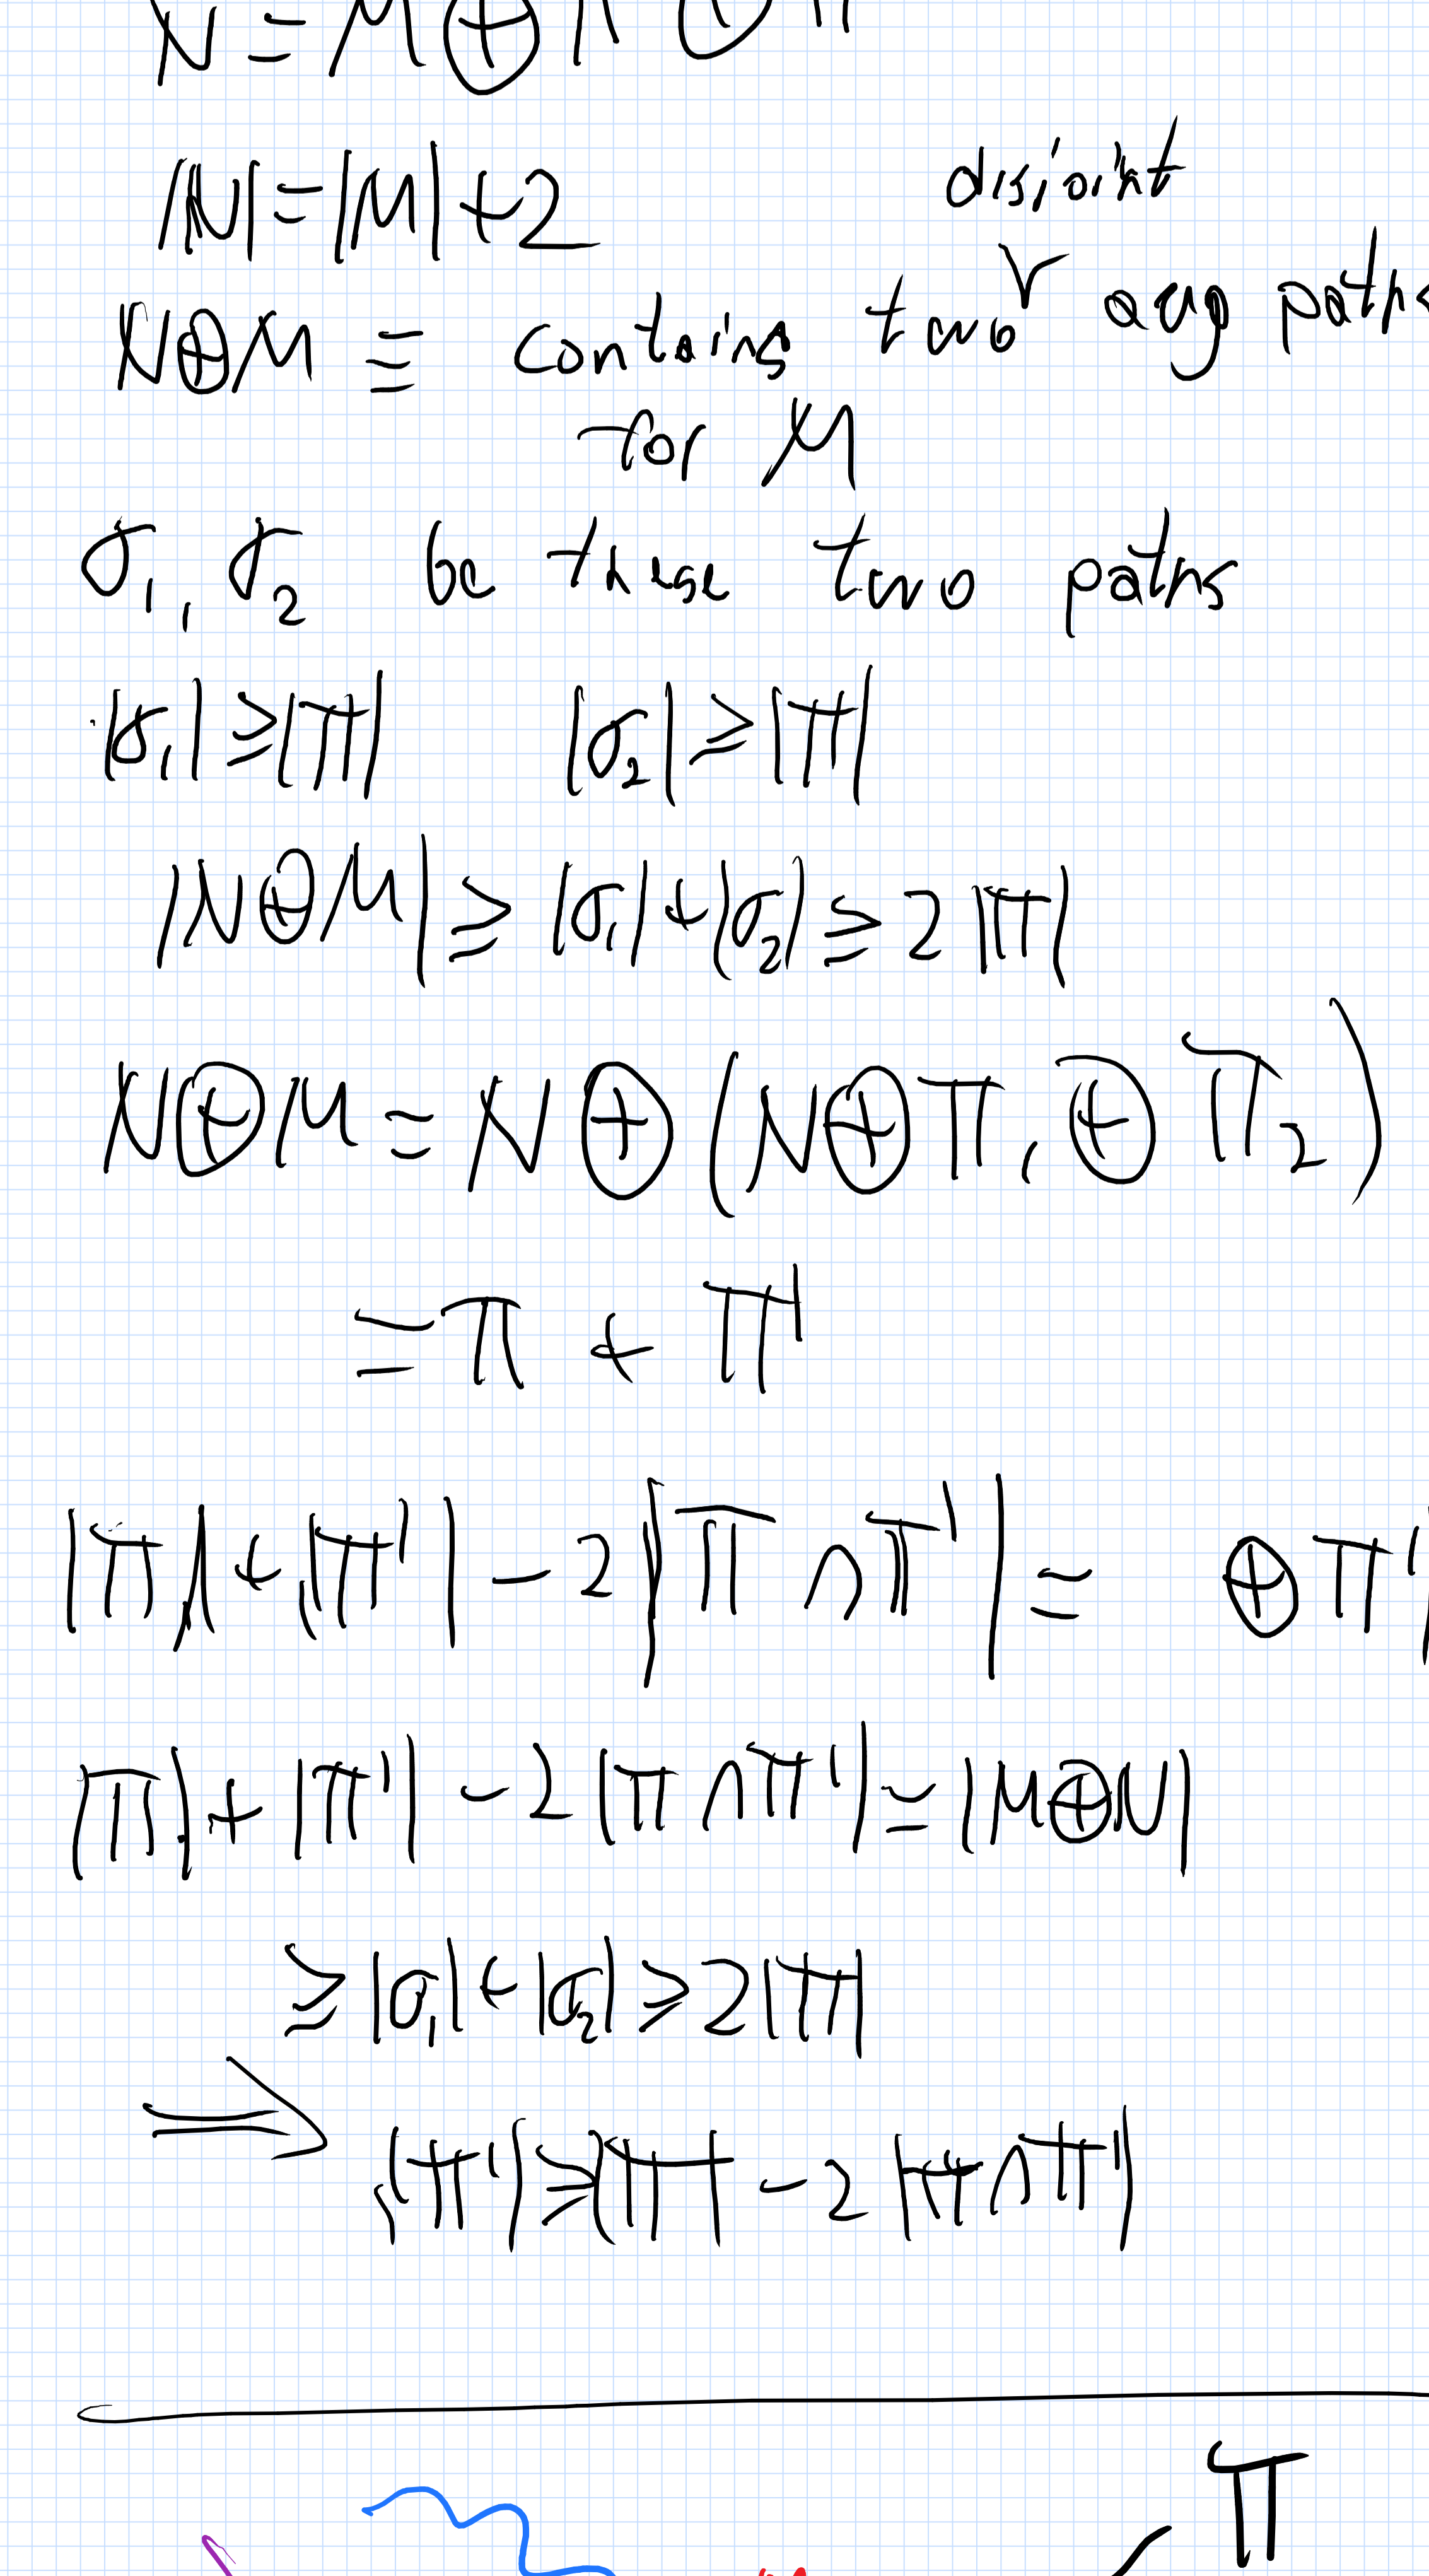 |N| = |M| + 2
disjoint
N ⊕ M ≡ contains two ∨ aug paths
for M
σ₁, σ₂ be these two paths
|σ₁| ≥ |π| |σ₂| ≥ |π|
|N ⊕ M| ≥ |σ₁| + |σ₂| ≥ 2|π|
N ⊕ M = N ⊕ (N ⊕ π₁ ⊕ π₂)
= π + π'
|π| + |π'| - 2|π ∩ π'| = ⊕ π'|
|π| + |π'| - 2|π ∩ π'| = |M ⊕ N|
≥ |σ₁| + |σ₂| ≥ 2|π|
⟹ |π'| ≥ |π| - 2|π ∩ π'|
π